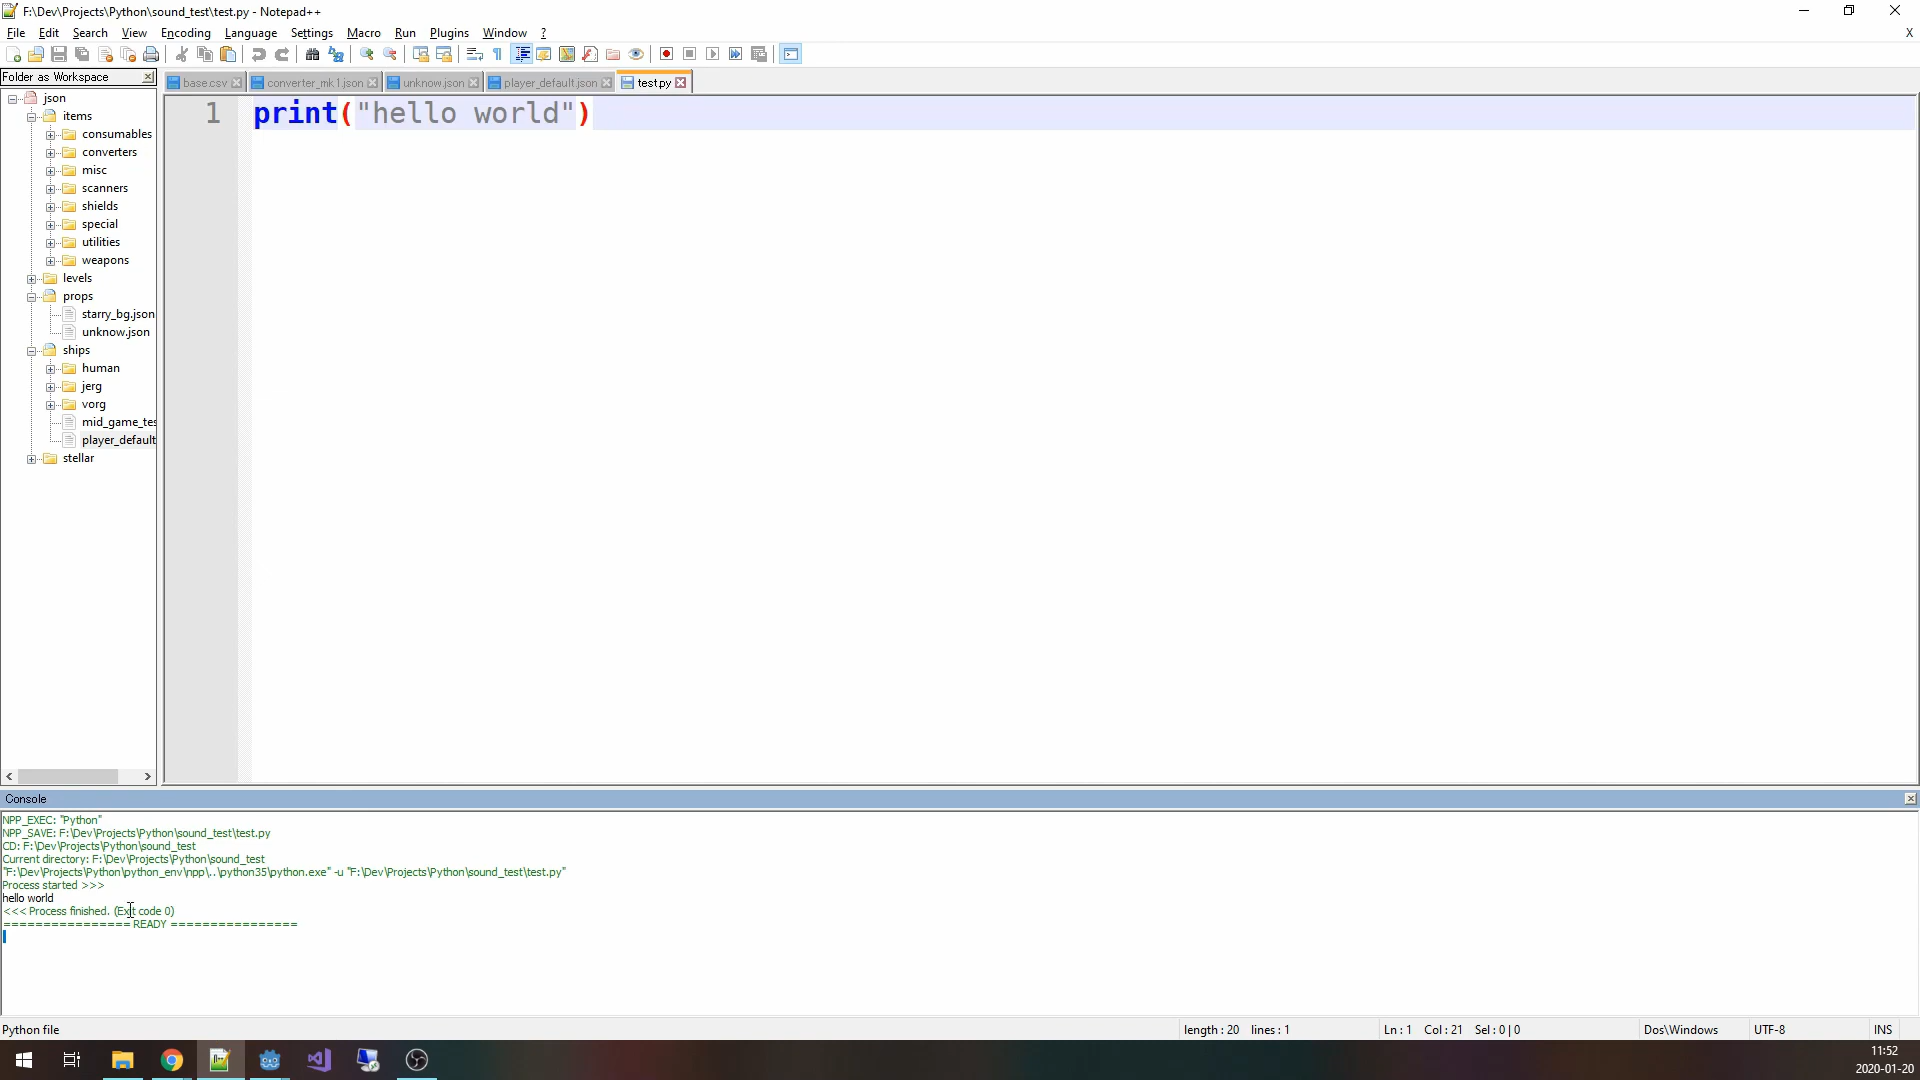 F:\Dev\Projects\Python\sound_test\test.py - Notepad++
File Edit Search View Encoding Language Settings Macro Run Plugins Window ? X
Folder as Workspace
base.csv converter_mk1.json unknow.json player_default.json test.py
json
items
consumables
converters
misc
scanners
shields
special
utilities
weapons
levels
props
starry_bg.json
unknow.json
ships
human
jerg
vorg
mid_game_tes
player_default
stellar
1 print("hello world")
Console
NPP_EXEC: "Python"
NPP_SAVE: F:\Dev\Projects\Python\sound_test\test.py
CD: F:\Dev\Projects\Python\sound_test
Current directory: F:\Dev\Projects\Python\sound_test
"F:\Dev\Projects\Python\python_env\npp\..\python35\python.exe" -u "F:\Dev\Projects\Python\sound_test\test.py"
Process started >>>
hello world
<<< Process finished. (Exit code 0)
================ READY ================
Python file length : 20 lines : 1 Ln : 1 Col : 21 Sel : 0 | 0 Dos\Windows UTF-8 INS
11:52
2020-01-20